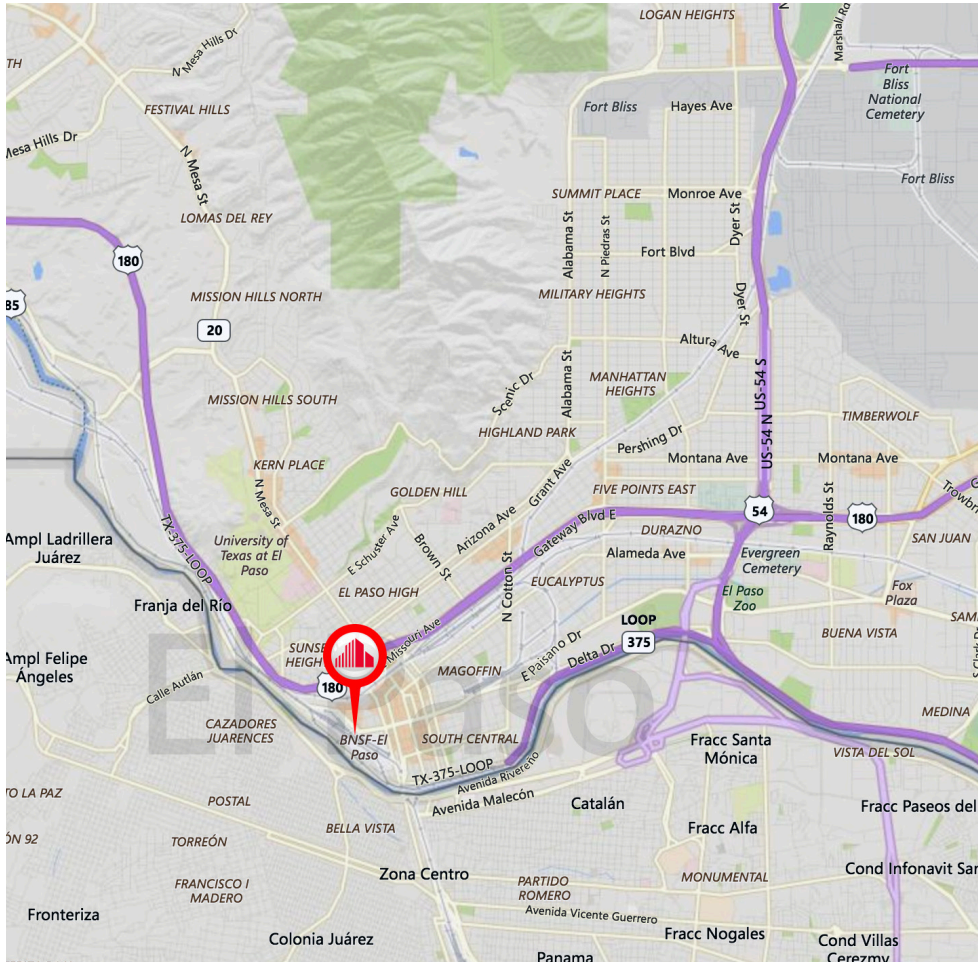 LOGAN HEIGHTS
N
Marshall Rd
N Mesa Hills Dr
TH
Fort
Bliss
National
Cemetery
FESTIVAL HILLS
Fort Bliss
Hayes Ave
Mesa Hills Dr
N Mesa St
Fort Bliss
SUMMIT PLACE
Monroe Ave
LOMAS DEL REY
Alabama St
N Piedras St
Dyer St
Fort Blvd
180
MISSION HILLS NORTH
MILITARY HEIGHTS
85
Dyer St
20
Altura Ave
Scenic Dr
Alabama St
US-54 S
MANHATTAN
HEIGHTS
MISSION HILLS SOUTH
TIMBERWOLF
HIGHLAND PARK
Pershing Dr
US-54 N
KERN PLACE
Montana Ave
Montana Ave
N Mesa St
GOLDEN HILL
Grant Ave
FIVE POINTS EAST
Raynolds St
Trowbr
54
180
TX-375-LOOP
Arizona Ave
Gateway Blvd E
DURAZNO
SAN JUAN
Ampl Ladrillera
Juárez
University of
Texas at El
Paso
E Schuster Ave
Brown St
Alameda Ave
Evergreen
Cemetery
N Cotton St
EUCALYPTUS
El Paso
Zoo
Fox
Plaza
EL PASO HIGH
Franja del Río
SAM
LOOP
375
BUENA VISTA
Missouri Ave
E Paisano Dr
Delta Dr
SUNSE
HEIGH
Ampl Felipe
Ángeles
MAGOFFIN
Calle Autlán
180
El Paso
MEDINA
CAZADORES
JUARENCES
BNSF-El
Paso
SOUTH CENTRAL
Fracc Santa
Mónica
VISTA DEL SOL
TX-375-LOOP
Avenida Rivereño
TO LA PAZ
POSTAL
Avenida Malecón
Catalán
Fracc Paseos del
BELLA VISTA
Fracc Alfa
ÓN 92
TORREÓN
Zona Centro
Cond Infonavit San
FRANCISCO I
MADERO
PARTIDO
ROMERO
MONUMENTAL
Fronteriza
Avenida Vicente Guerrero
Colonia Juárez
Fracc Nogales
Cond Villas
Cerezmy
Panama